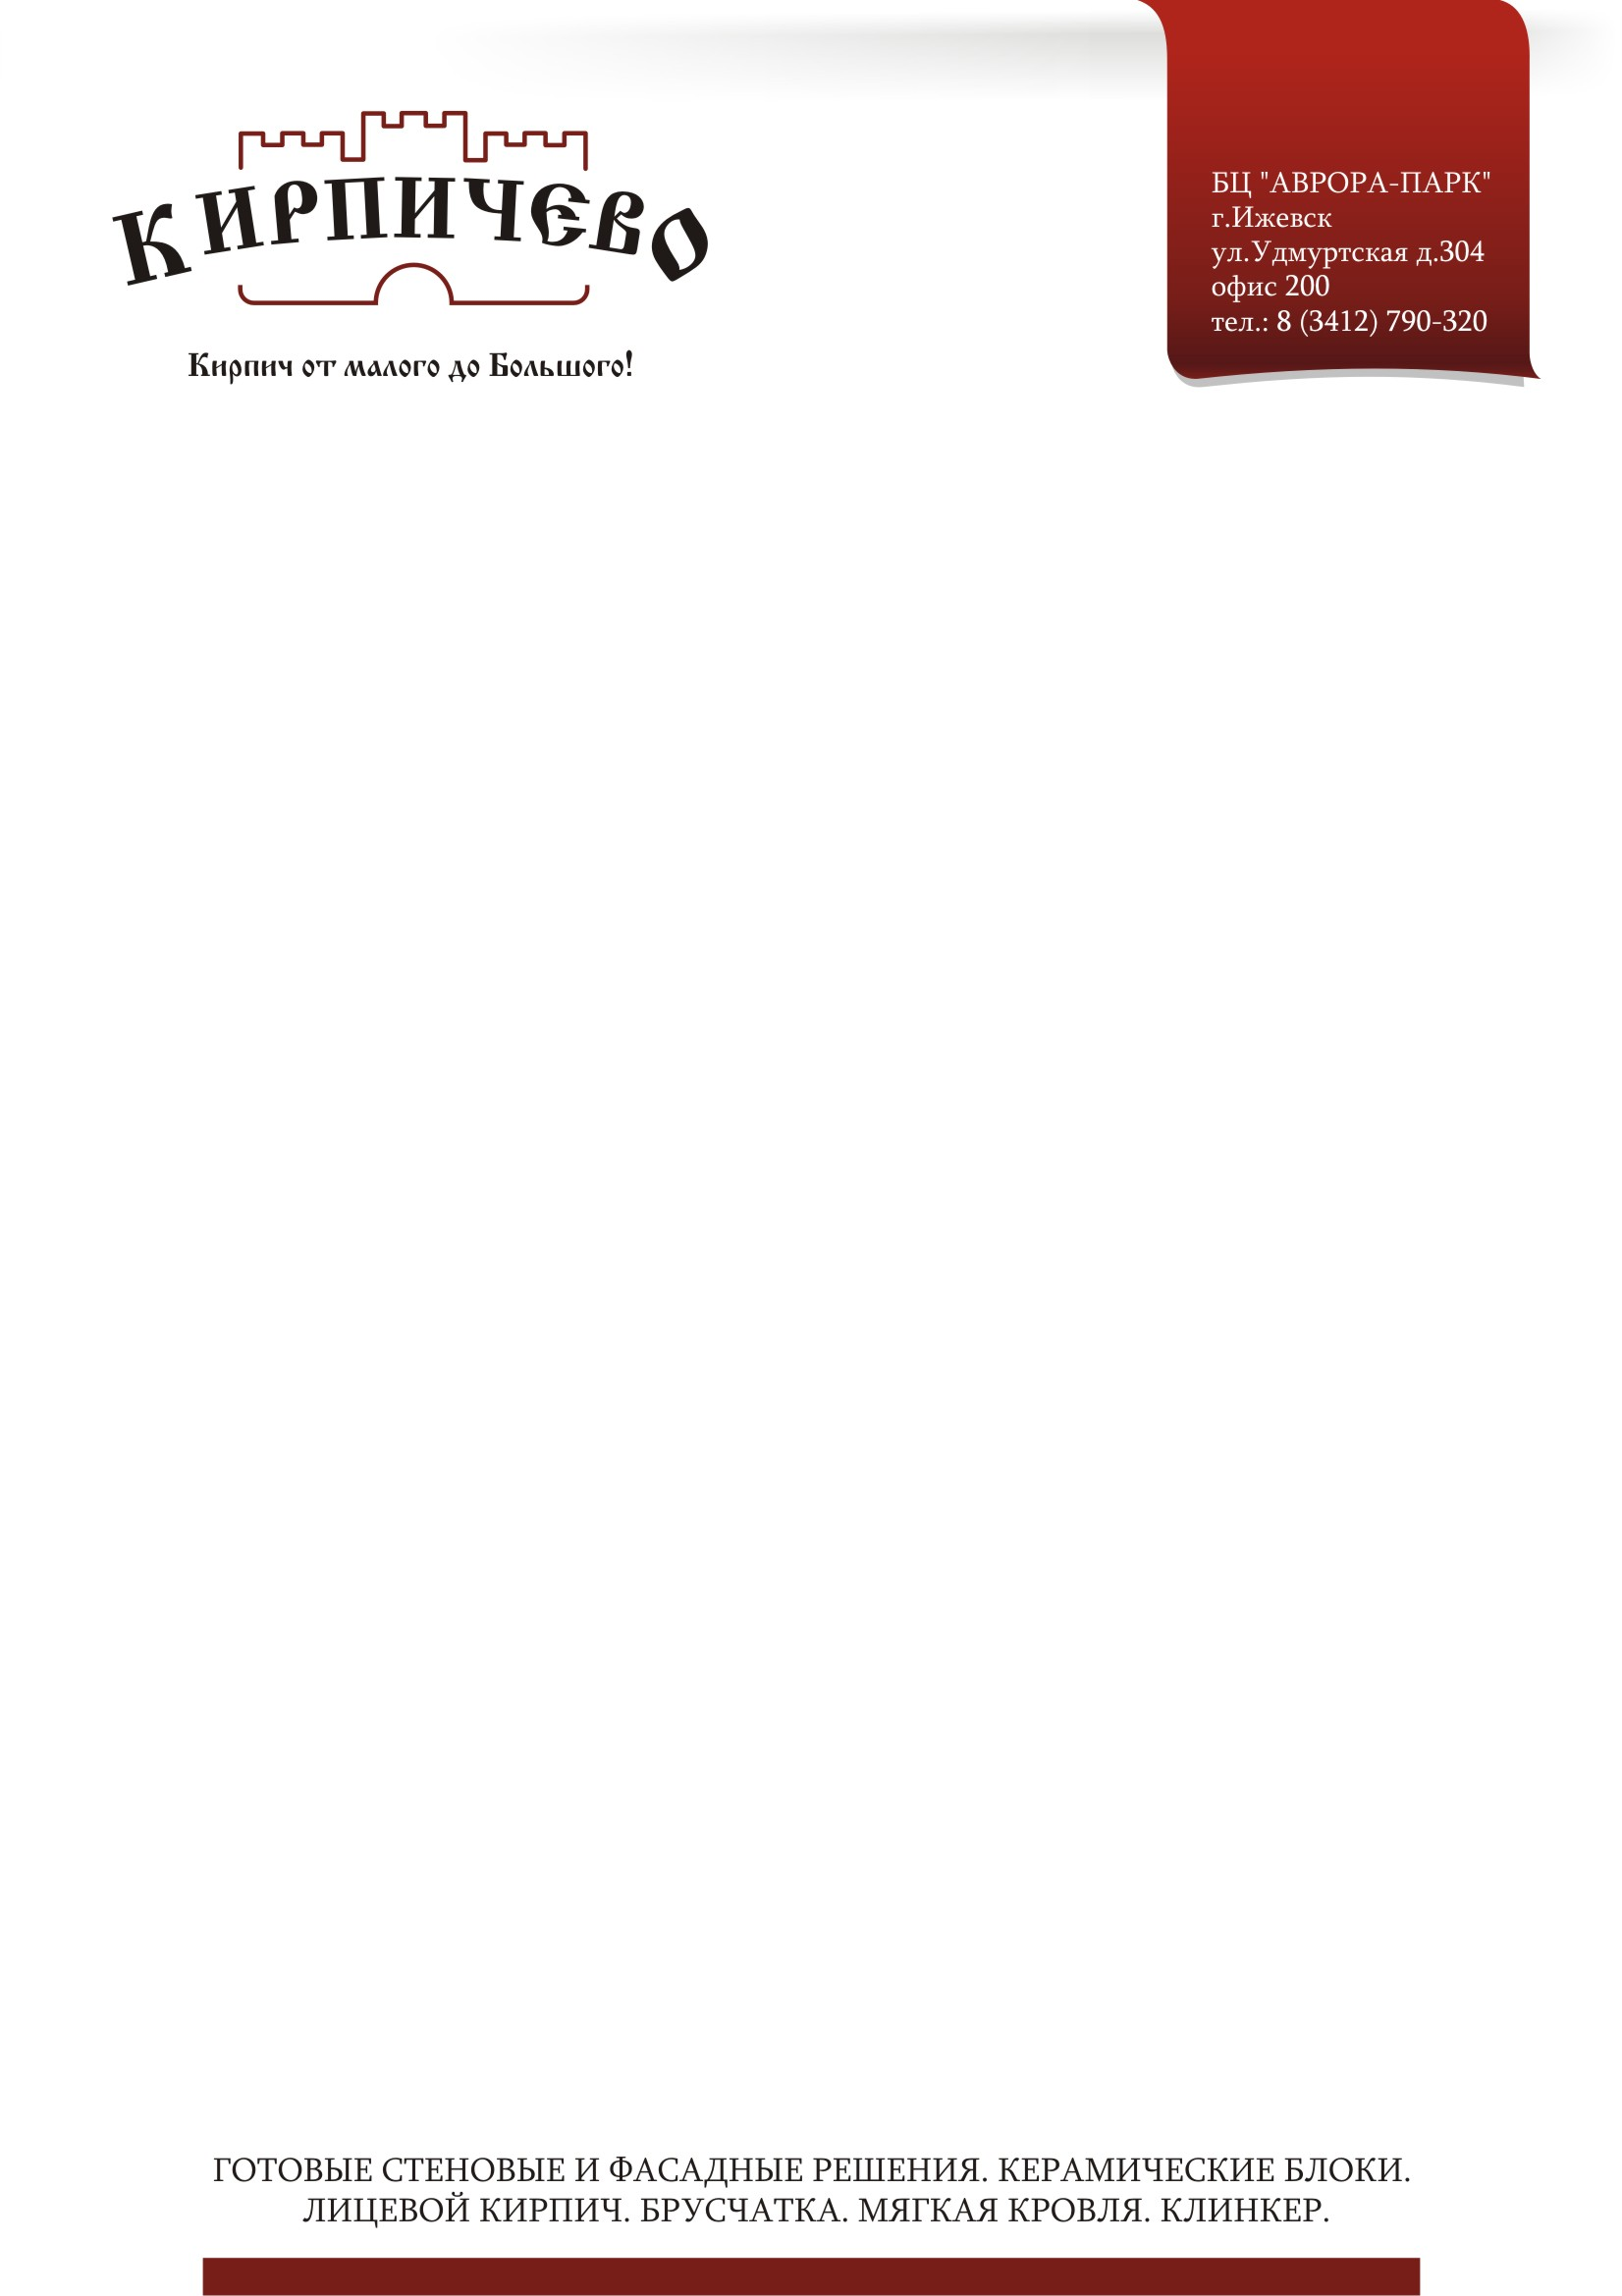 КИРПИЧЕВО
Кирпич от малого до Большого!
БЦ "АВРОРА-ПАРК"
г.Ижевск
ул.Удмуртская д.304
офис 200
тел.: 8 (3412) 790-320
ГОТОВЫЕ СТЕНОВЫЕ И ФАСАДНЫЕ РЕШЕНИЯ. КЕРАМИЧЕСКИЕ БЛОКИ.
ЛИЦЕВОЙ КИРПИЧ. БРУСЧАТКА. МЯГКАЯ КРОВЛЯ. КЛИНКЕР.